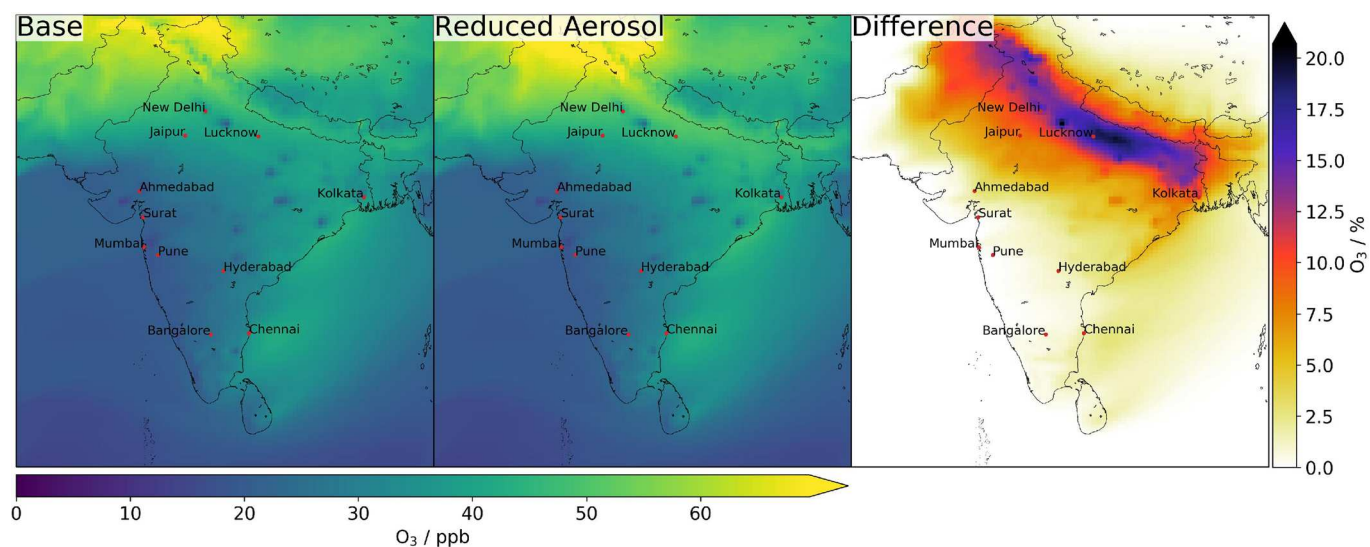 Base
New Delhi
Jaipur
Lucknow
Ahmedabad
Kolkata
Surat
Mumbai
Pune
Hyderabad
Bangalore
Chennai
Reduced Aerosol
New Delhi
Jaipur
Lucknow
Ahmedabad
Kolkata
Surat
Mumbai
Pune
Hyderabad
Bangalore
Chennai
Difference
New Delhi
Jaipur
Lucknow
Ahmedabad
Kolkata
Surat
Mumbai
Pune
Hyderabad
Bangalore
Chennai
20.0
17.5
15.0
12.5
10.0
7.5
5.0
2.5
0.0
O₃ / %
0 10 20 30 40 50 60
O₃ / ppb